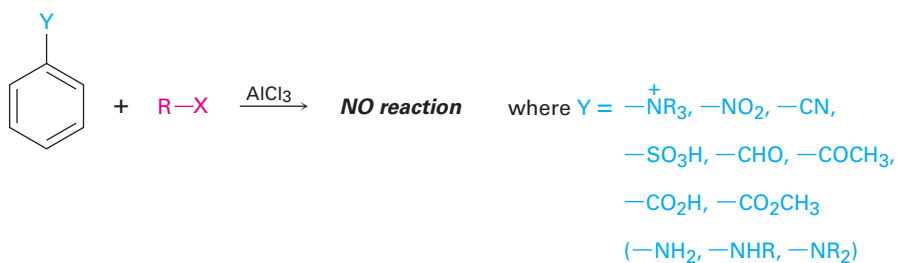 Y
+ R—X AlCl₃ NO reaction where Y = —N⁺R₃, —NO₂, —CN,
—SO₃H, —CHO, —COCH₃,
—CO₂H, —CO₂CH₃
(—NH₂, —NHR, —NR₂)